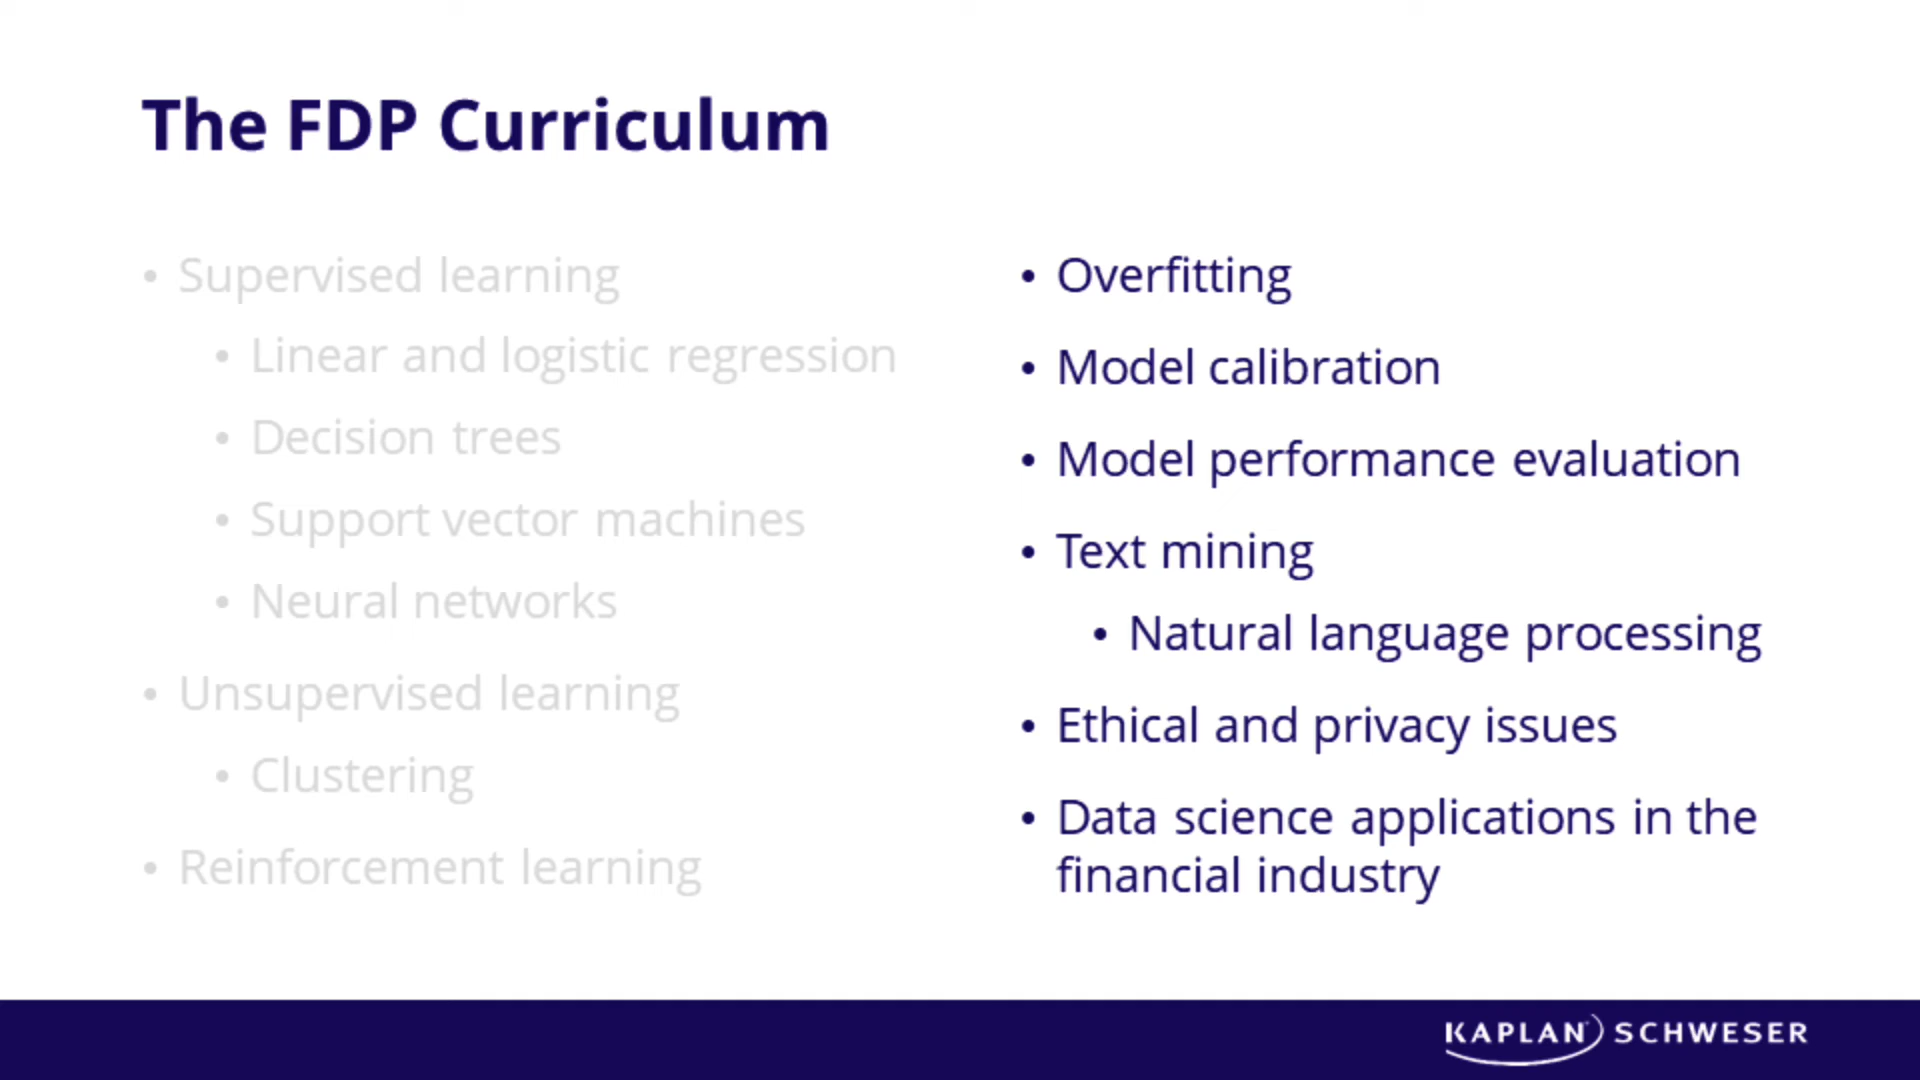 The FDP Curriculum
• Supervised learning
• Linear and logistic regression
• Decision trees
• Support vector machines
• Neural networks
• Unsupervised learning
• Clustering
• Reinforcement learning
• Overfitting
• Model calibration
• Model performance evaluation
• Text mining
• Natural language processing
• Ethical and privacy issues
• Data science applications in the
financial industry
KAPLAN SCHWESER